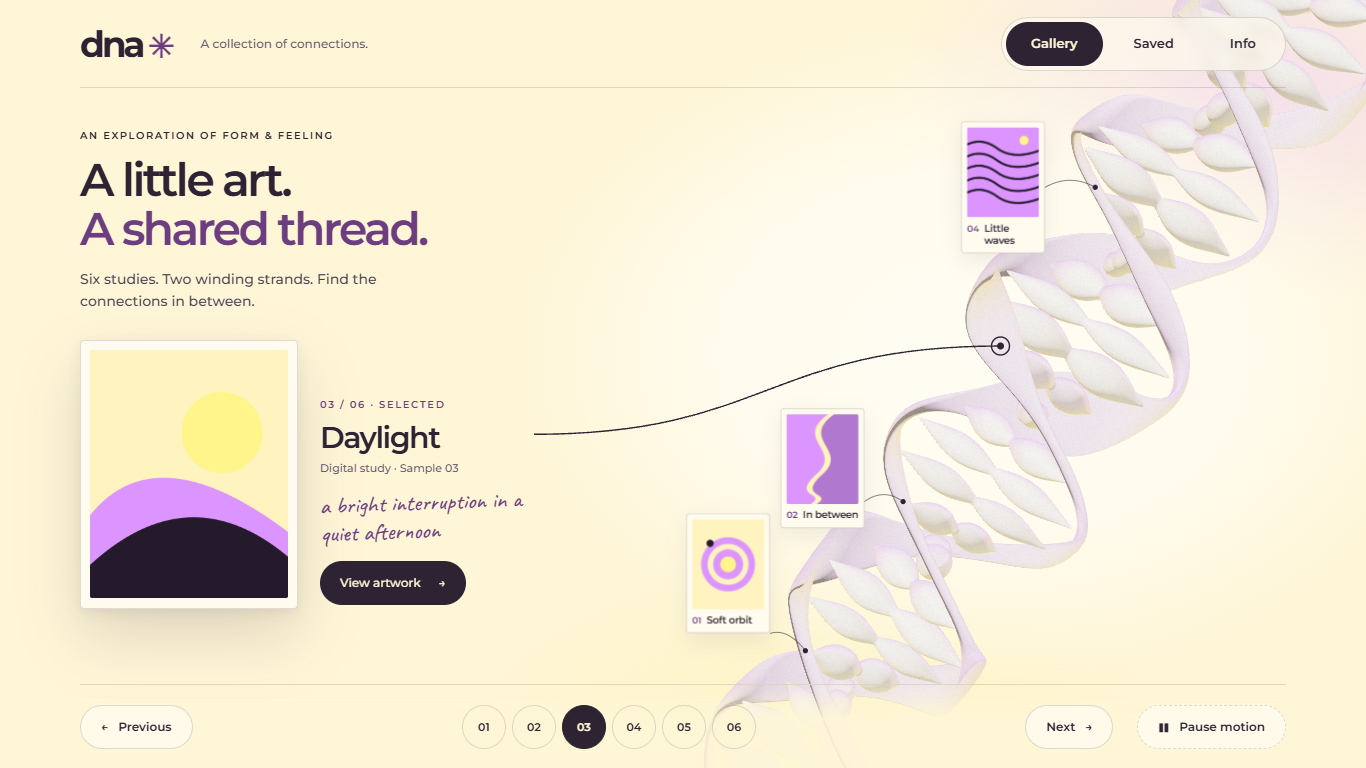 dna
A collection of connections.
Gallery
Saved
Info
AN EXPLORATION OF FORM & FEELING
A little art.
A shared thread.
Six studies. Two winding strands. Find the
connections in between.
04 Little
waves
03 / 06 · SELECTED
Daylight
Digital study · Sample 03
a bright interruption in a
quiet afternoon
View artwork →
02 In between
01 Soft orbit
← Previous
01
02
03
04
05
06
Next →
Pause motion